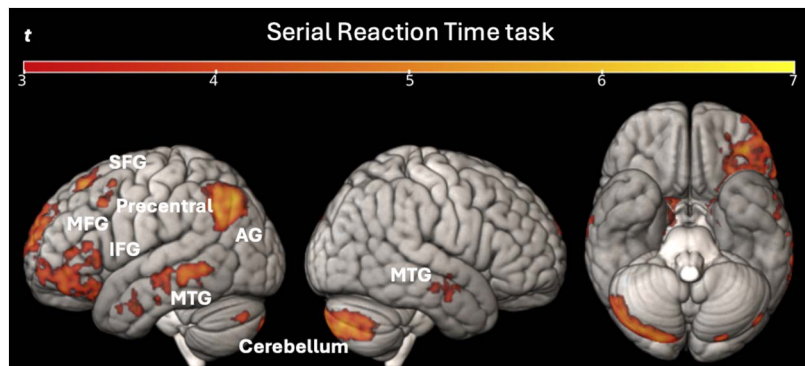 t
Serial Reaction Time task
3 4 5 6 7
SFG
Precentral
MFG
IFG
AG
MTG
MTG
Cerebellum